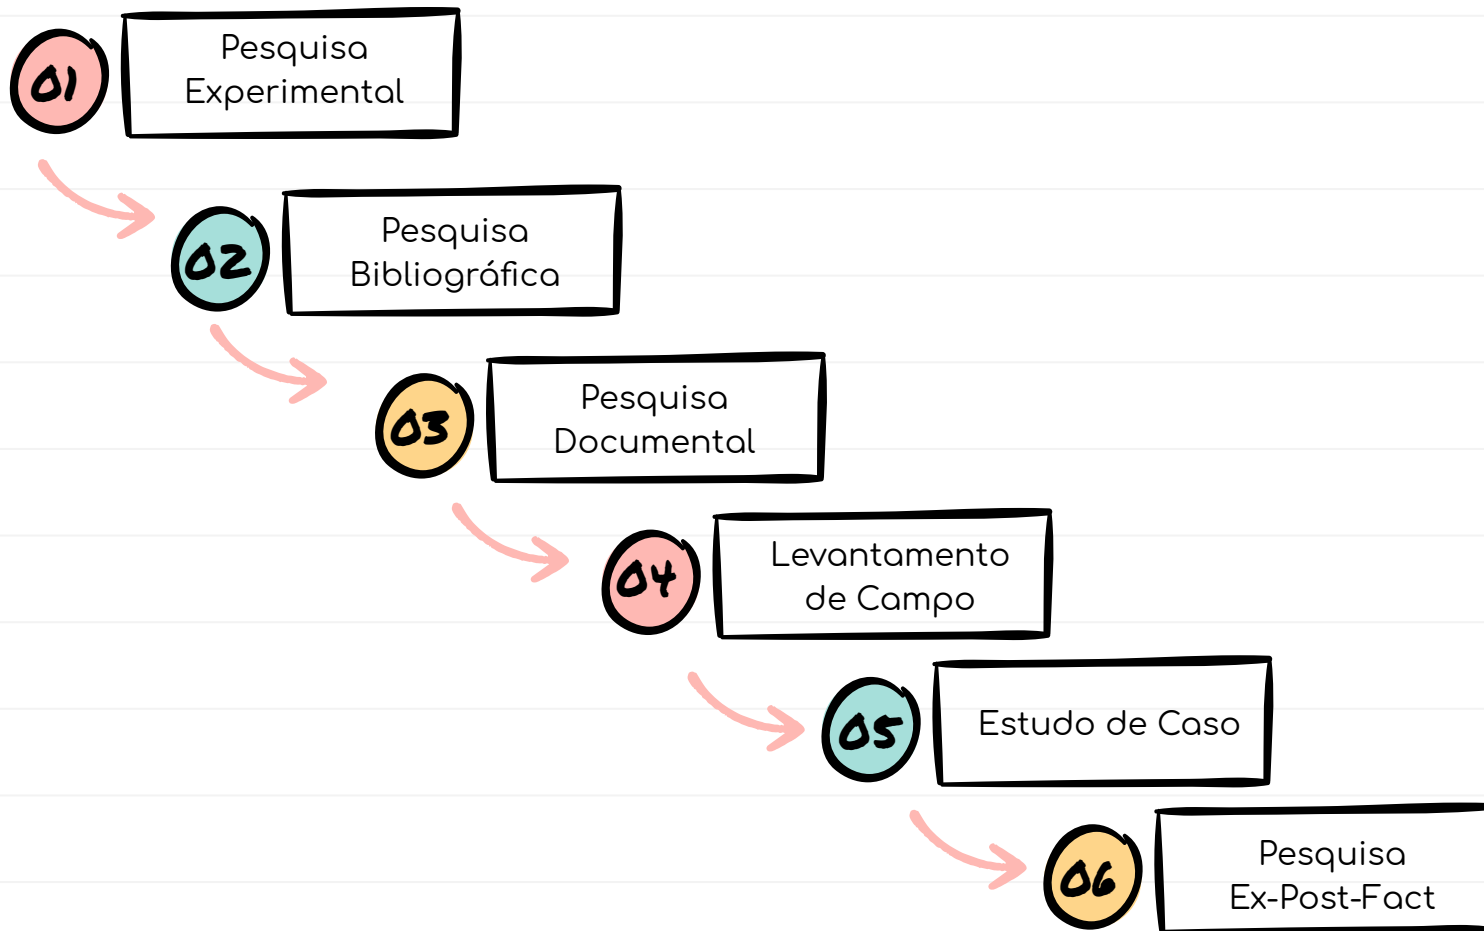 01
Pesquisa
Experimental
02
Pesquisa
Bibliográfica
03
Pesquisa
Documental
04
Levantamento
de Campo
05
Estudo de Caso
06
Pesquisa
Ex-Post-Fact